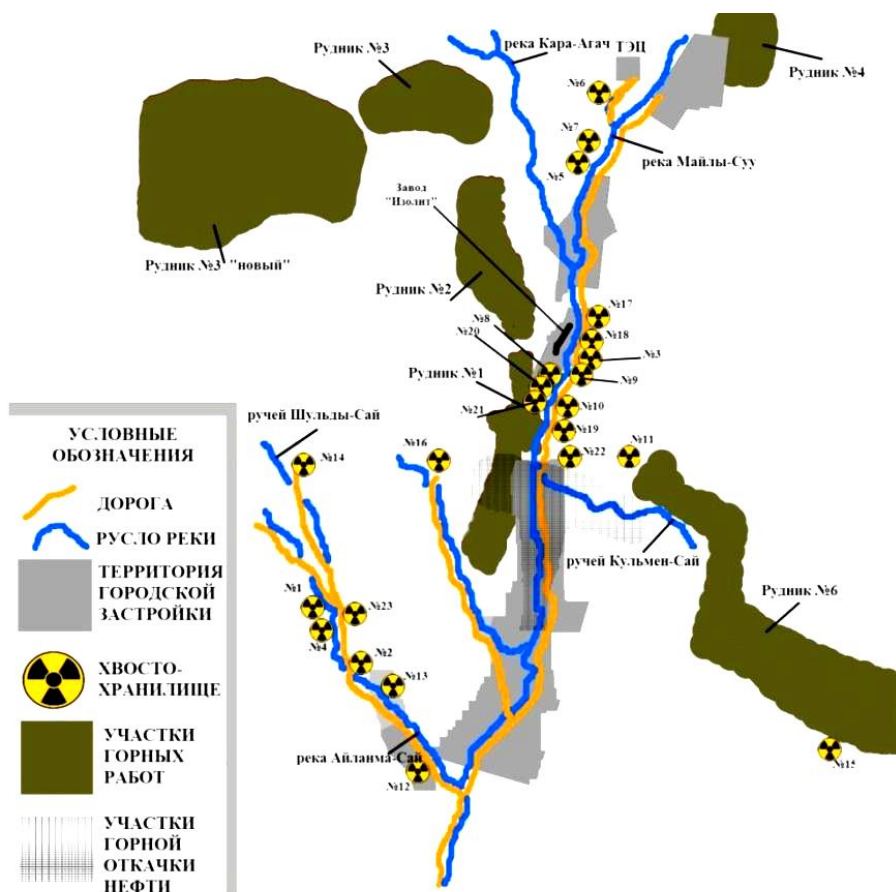 Рудник №3
река Кара-Агач
ТЭЦ
Рудник №4
№6
№7
№5
река Майлы-Суу
Завод
"Изолит"
Рудник №3 "новый"
Рудник №2
№17
№8
№20
№18
№3
Рудник №1
№9
№21
№10
№19
ручей Шульды-Сай
№14
№16
№22
№11
ручей Кульмен-Сай
№1
№23
№4
Рудник №6
№2
№13
река Айланма-Сай
№12
№15
УСЛОВНЫЕ
ОБОЗНАЧЕНИЯ
ДОРОГА
РУСЛО РЕКИ
ТЕРРИТОРИЯ
ГОРОДСКОЙ
ЗАСТРОЙКИ
ХВОСТО-
ХРАНИЛИЩЕ
УЧАСТКИ
ГОРНЫХ
РАБОТ
УЧАСТКИ
ГОРНОЙ
ОТКАЧКИ
НЕФТИ